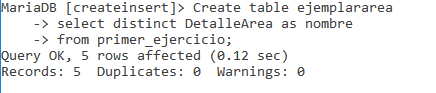 MariaDB [createinsert]> Create table ejemplararea
-> select distinct DetalleArea as nombre
-> from primer_ejercicio;
Query OK, 5 rows affected (0.12 sec)
Records: 5  Duplicates: 0  Warnings: 0